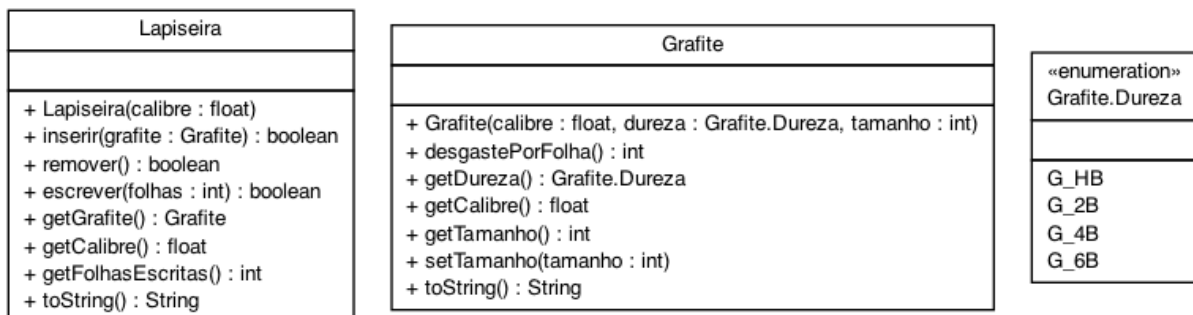 Lapiseira
+ Lapiseira(calibre : float)
+ inserir(grafite : Grafite) : boolean
+ remover() : boolean
+ escrever(folhas : int) : boolean
+ getGrafite() : Grafite
+ getCalibre() : float
+ getFolhasEscritas() : int
+ toString() : String
Grafite
+ Grafite(calibre : float, dureza : Grafite.Dureza, tamanho : int)
+ desgastePorFolha() : int
+ getDureza() : Grafite.Dureza
+ getCalibre() : float
+ getTamanho() : int
+ setTamanho(tamanho : int)
+ toString() : String
«enumeration»
Grafite.Dureza
G_HB
G_2B
G_4B
G_6B